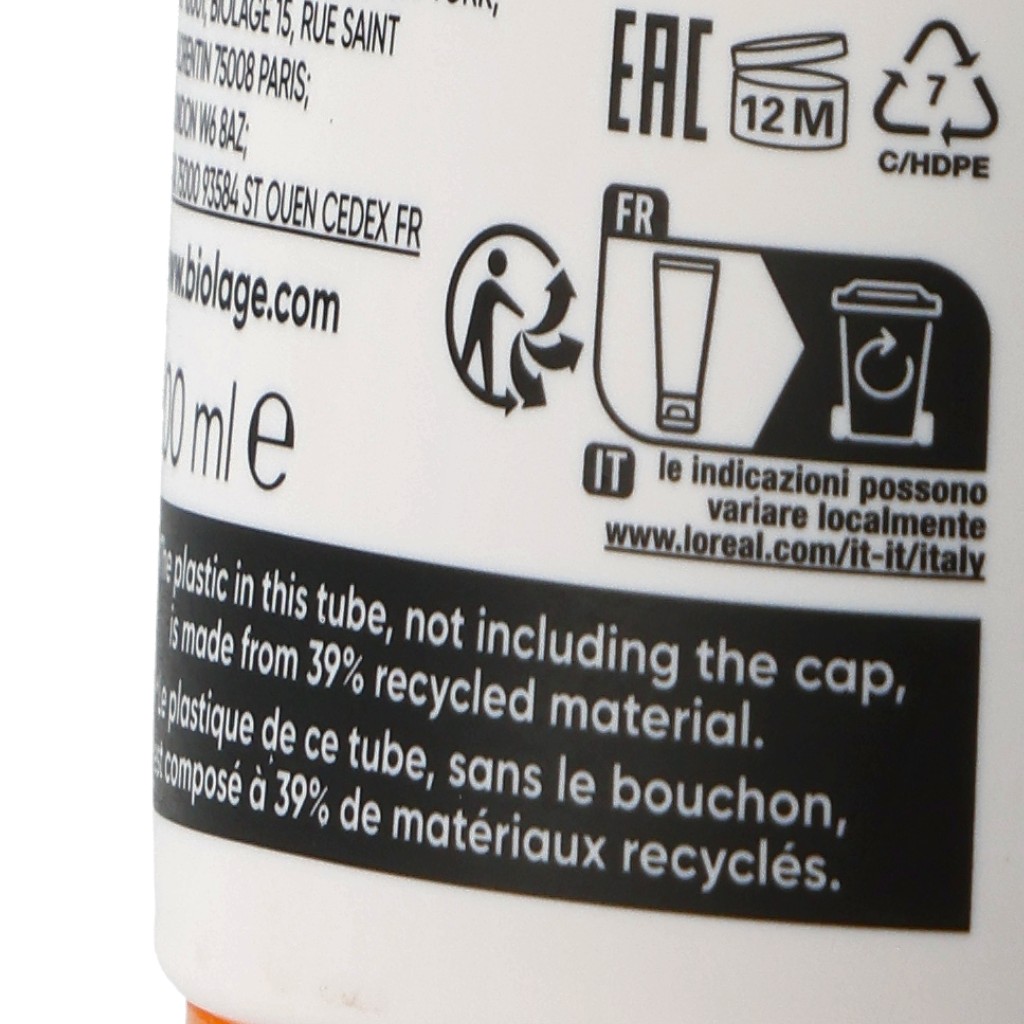 BIOLAGE 15, RUE SAINT
75008 PARIS;
W6 8AZ;
93584 ST OUEN CEDEX FR
.biolage.com
ml e
EAC
12 M
7
C/HDPE
FR
IT le indicazioni possono
variare localmente
www.loreal.com/it-it/italy
plastic in this tube, not including the cap,
is made from 39% recycled material.
Le plastique de ce tube, sans le bouchon,
composé à 39% de matériaux recyclés.